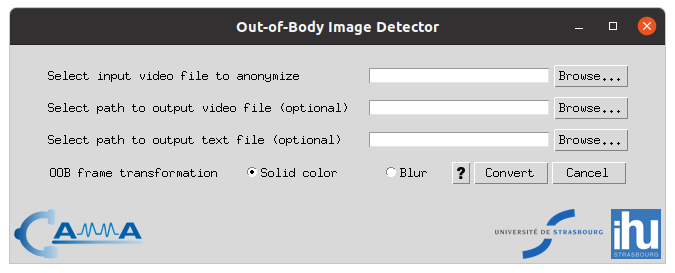 Out-of-Body Image Detector
Select input video file to anonymize Browse...
Select path to output video file (optional) Browse...
Select path to output text file (optional) Browse...
OOB frame transformation Solid color Blur ? Convert Cancel
CAMMA
UNIVERSITÉ DE STRASBOURG
ihu
STRASBOURG